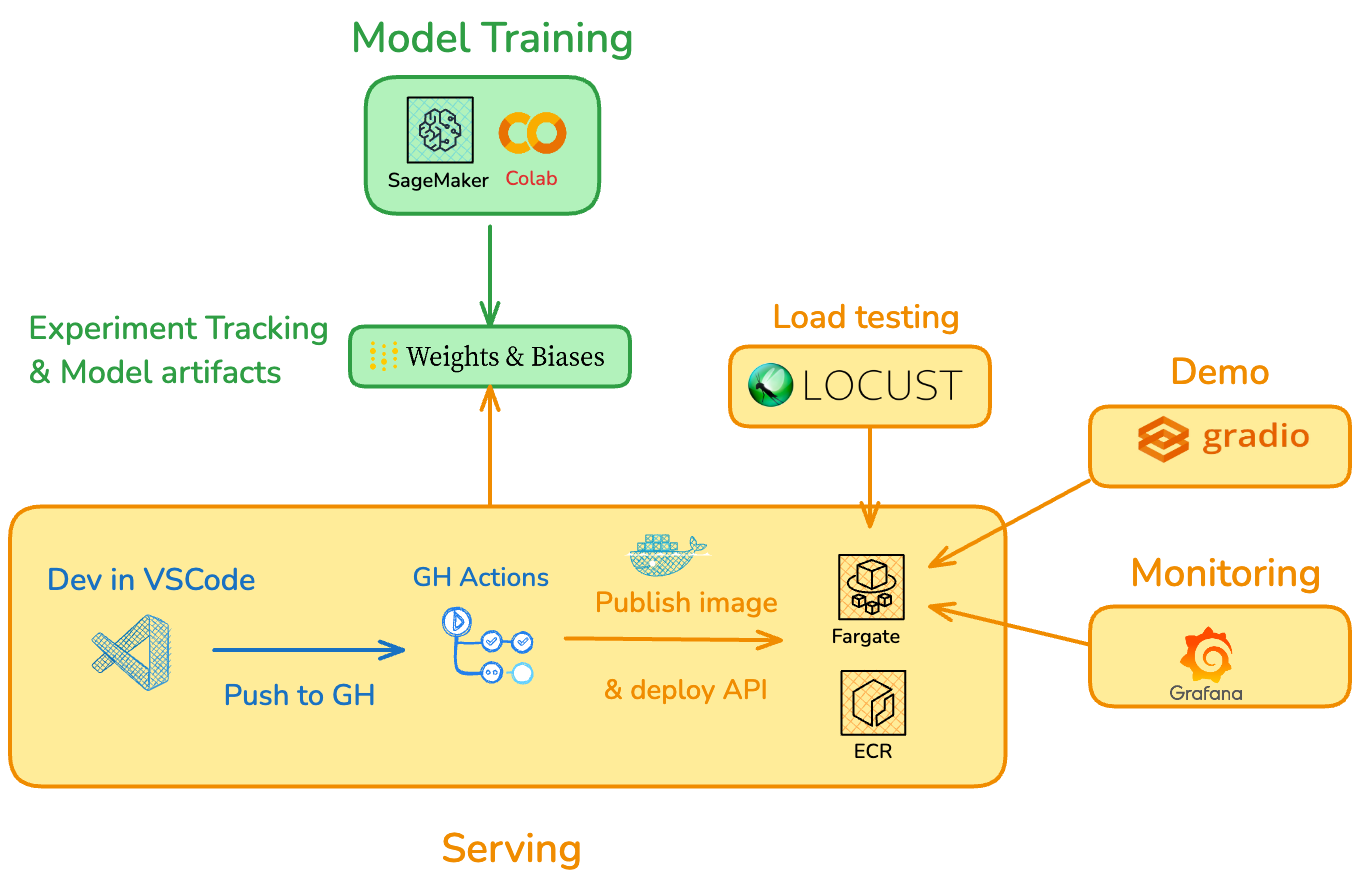 Model Training
SageMaker
Colab
Experiment Tracking
& Model artifacts
Weights & Biases
Load testing
LOCUST
Demo
gradio
Dev in VSCode
Push to GH
GH Actions
Publish image
& deploy API
Fargate
ECR
Monitoring
Grafana
Serving